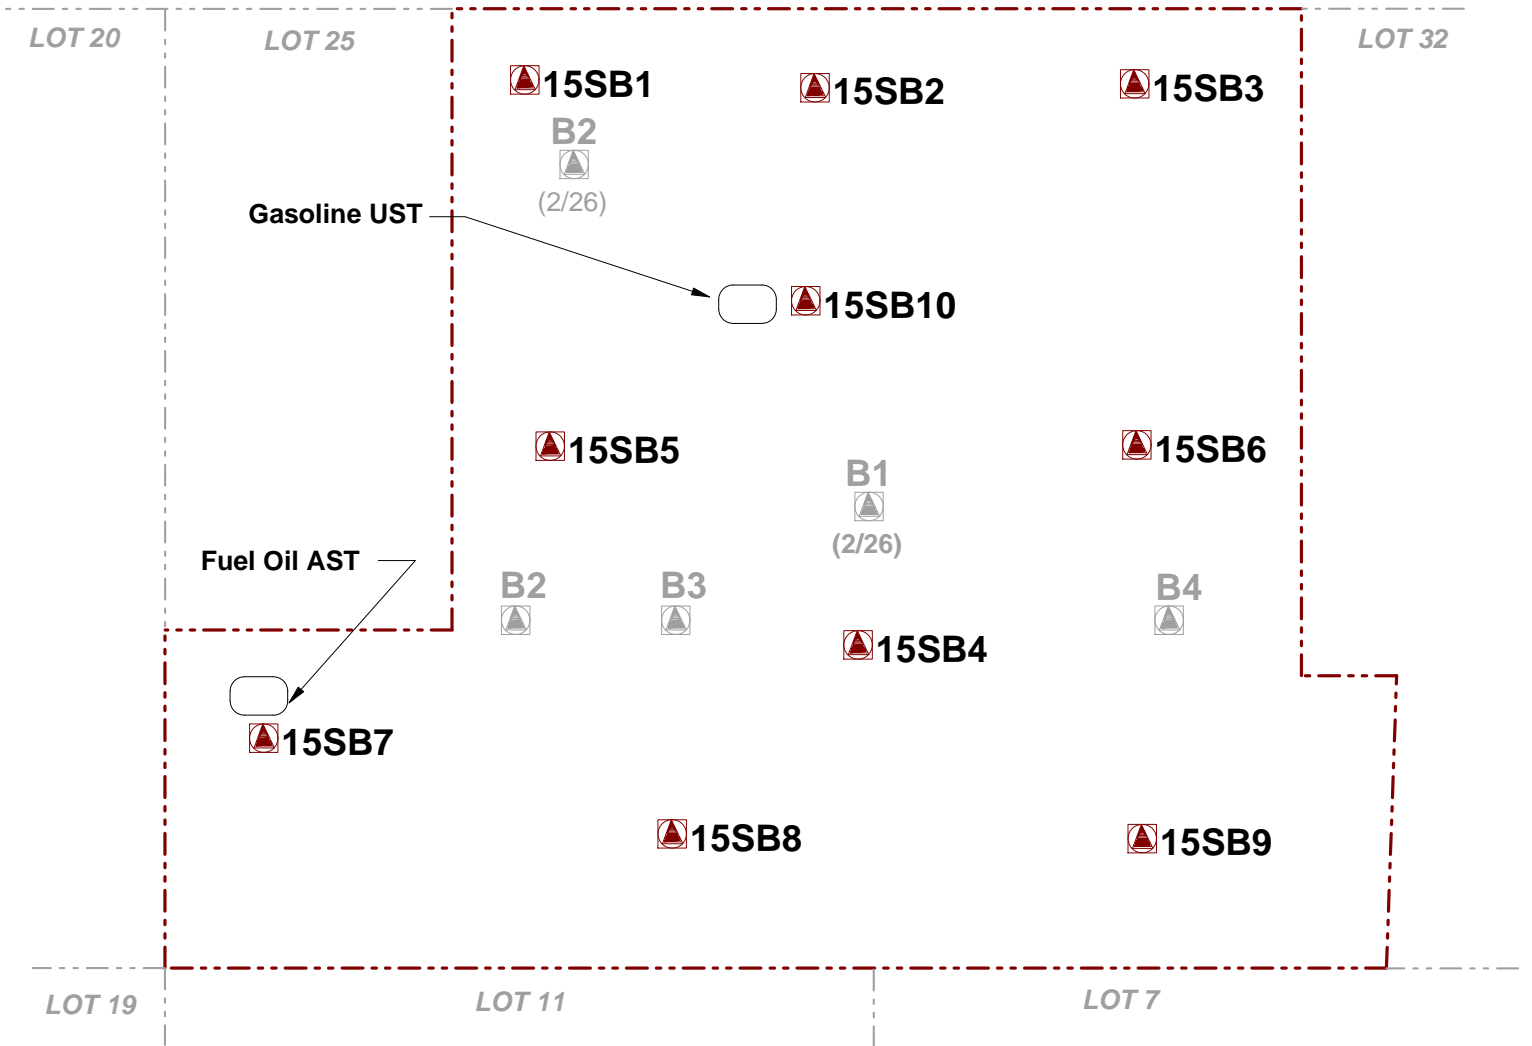 LOT 20
LOT 25
LOT 32
15SB1
15SB2
15SB3
B2
(2/26)
Gasoline UST
15SB10
15SB5
15SB6
B1
(2/26)
Fuel Oil AST
B2
B3
B4
15SB4
15SB7
15SB8
15SB9
LOT 19
LOT 11
LOT 7